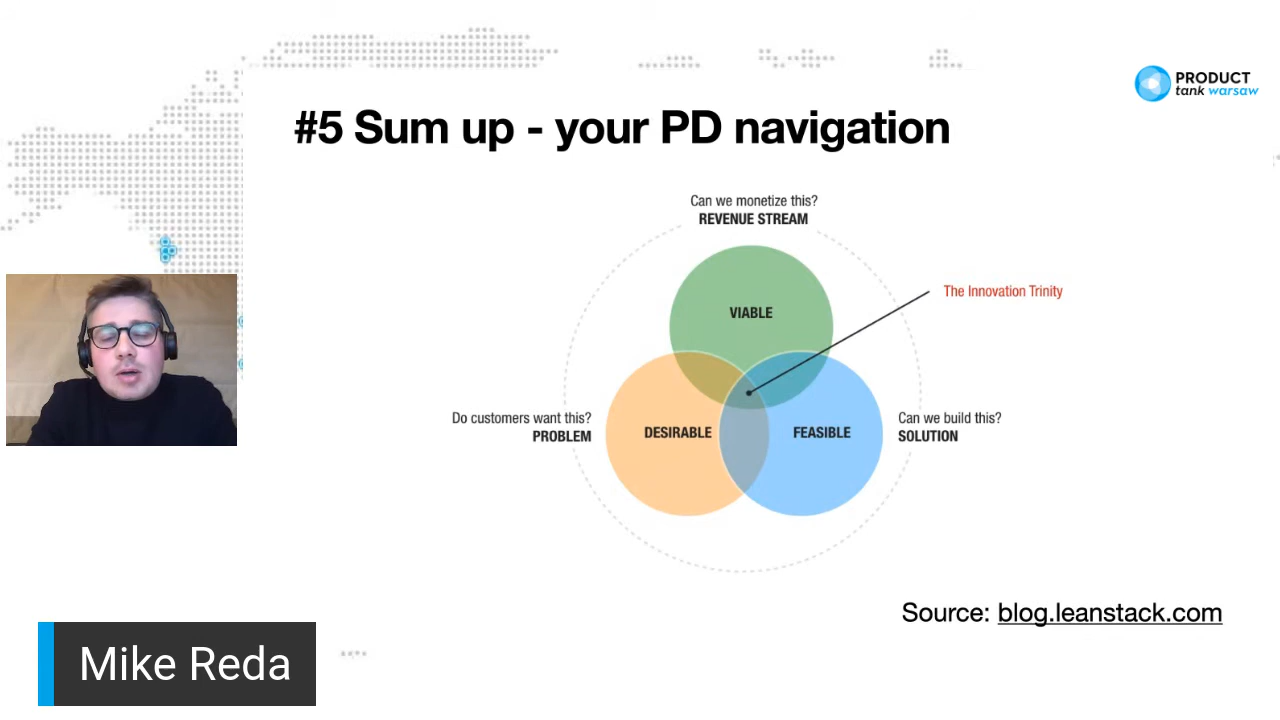 PRODUCT
tank warsaw
#5 Sum up - your PD navigation
Can we monetize this?
REVENUE STREAM
The Innovation Trinity
VIABLE
Do customers want this?
PROBLEM
DESIRABLE
FEASIBLE
Can we build this?
SOLUTION
Source: blog.leanstack.com
Mike Reda